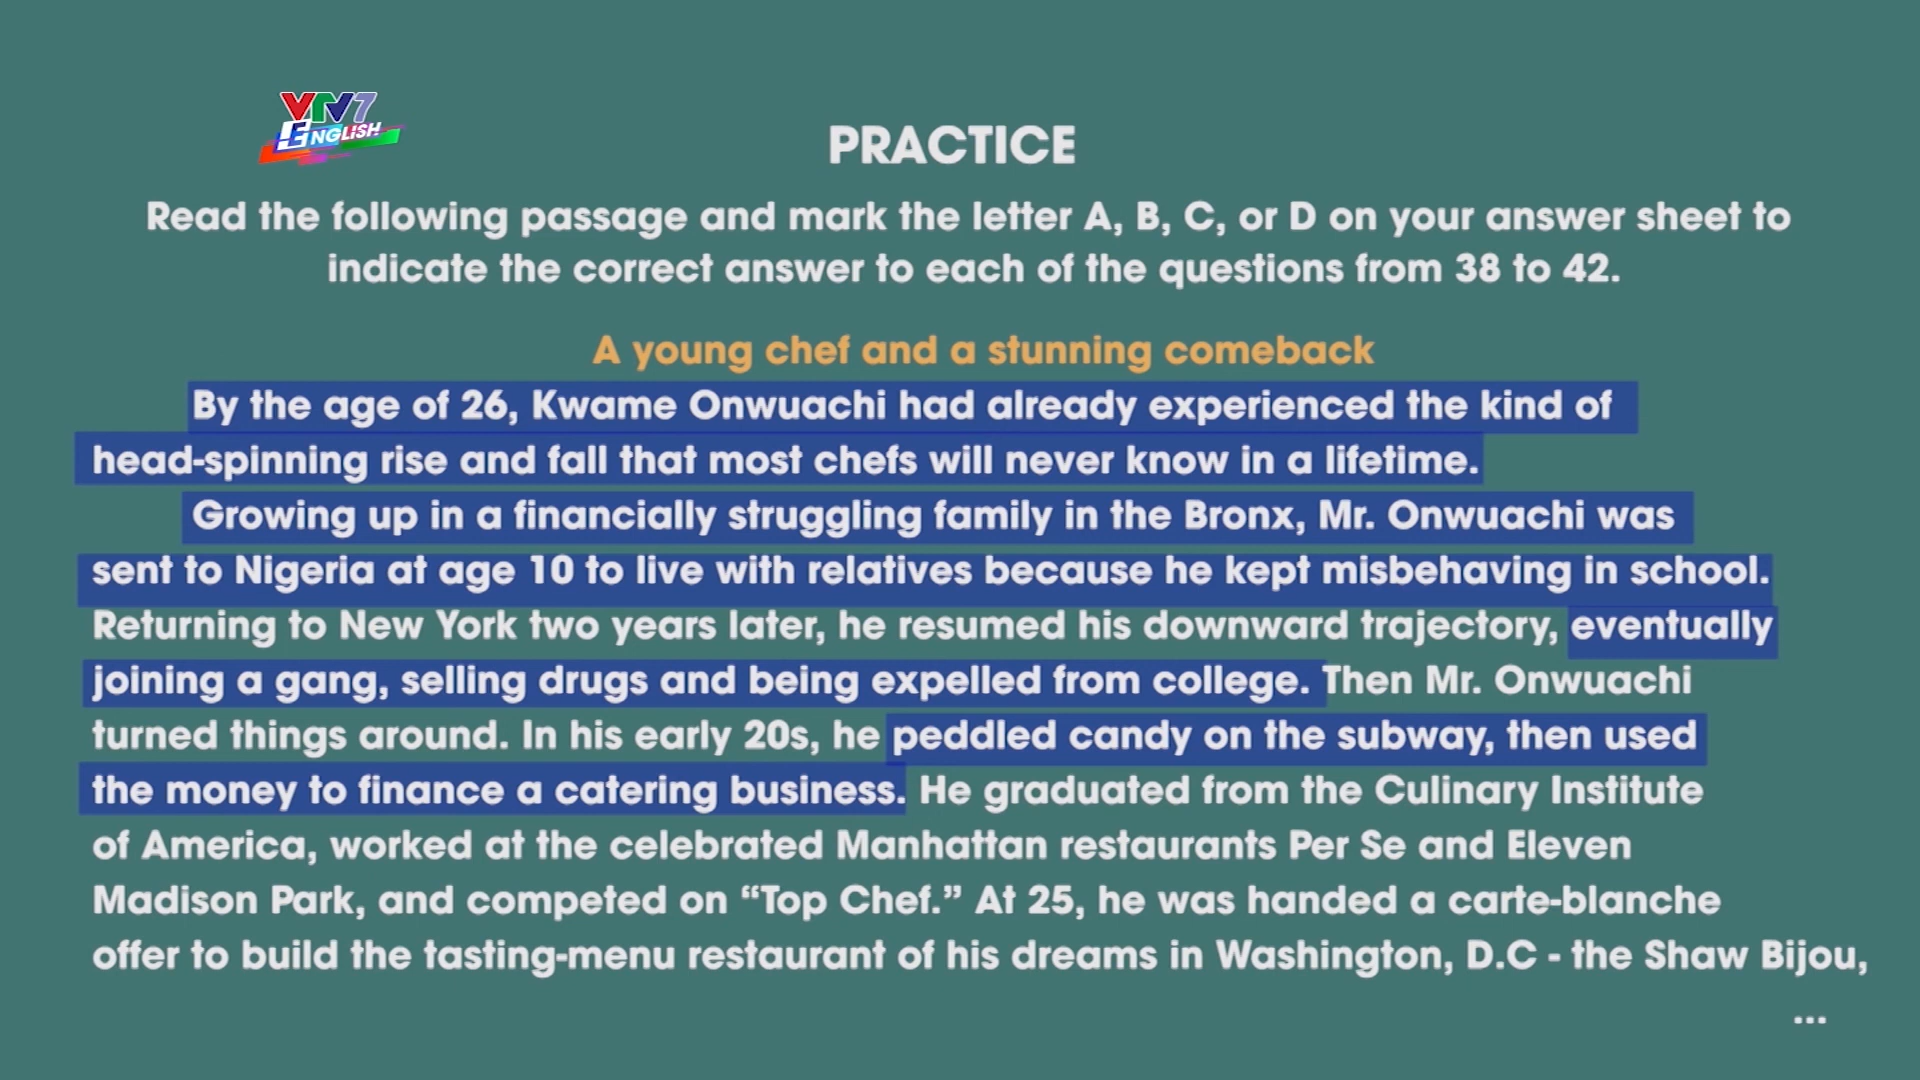 VTV7
ENGLISH
PRACTICE
Read the following passage and mark the letter A, B, C, or D on your answer sheet to
indicate the correct answer to each of the questions from 38 to 42.
A young chef and a stunning comeback
By the age of 26, Kwame Onwuachi had already experienced the kind of
head-spinning rise and fall that most chefs will never know in a lifetime.
Growing up in a financially struggling family in the Bronx, Mr. Onwuachi was
sent to Nigeria at age 10 to live with relatives because he kept misbehaving in school.
Returning to New York two years later, he resumed his downward trajectory, eventually
joining a gang, selling drugs and being expelled from college. Then Mr. Onwuachi
turned things around. In his early 20s, he peddled candy on the subway, then used
the money to finance a catering business. He graduated from the Culinary Institute
of America, worked at the celebrated Manhattan restaurants Per Se and Eleven
Madison Park, and competed on “Top Chef.” At 25, he was handed a carte-blanche
offer to build the tasting-menu restaurant of his dreams in Washington, D.C - the Shaw Bijou,
...